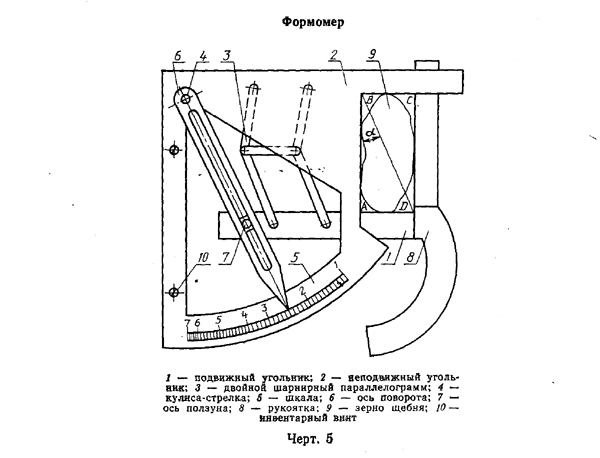 Формомер
6 4 3 2 9
B C
α
A D
10 7 5 1 8
7 6 5 4 3 2 1
1 — подвижный угольник; 2 — неподвижный уголь-
ник; 3 — двойной шарнирный параллелограмм; 4 —
кулиса-стрелка; 5 — шкала; 6 — ось поворота; 7 —
ось ползуна; 8 — рукоятка; 9 — зерно щебня; 10 —
инвентарный винт
Черт. 5